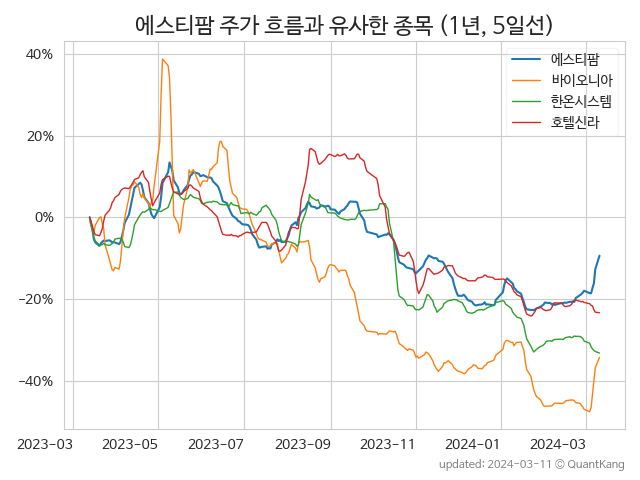 에스티팜 주가 흐름과 유사한 종목 (1년, 5일선)
40%
20%
0%
−20%
−40%
에스티팜
바이오니아
한온시스템
호텔신라
2023-03 2023-05 2023-07 2023-09 2023-11 2024-01 2024-03
updated: 2024-03-11 © QuantKang